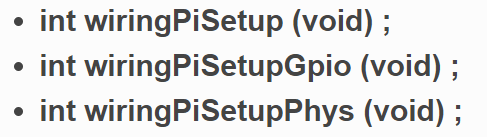 • int wiringPiSetup (void) ;
• int wiringPiSetupGpio (void) ;
• int wiringPiSetupPhys (void) ;